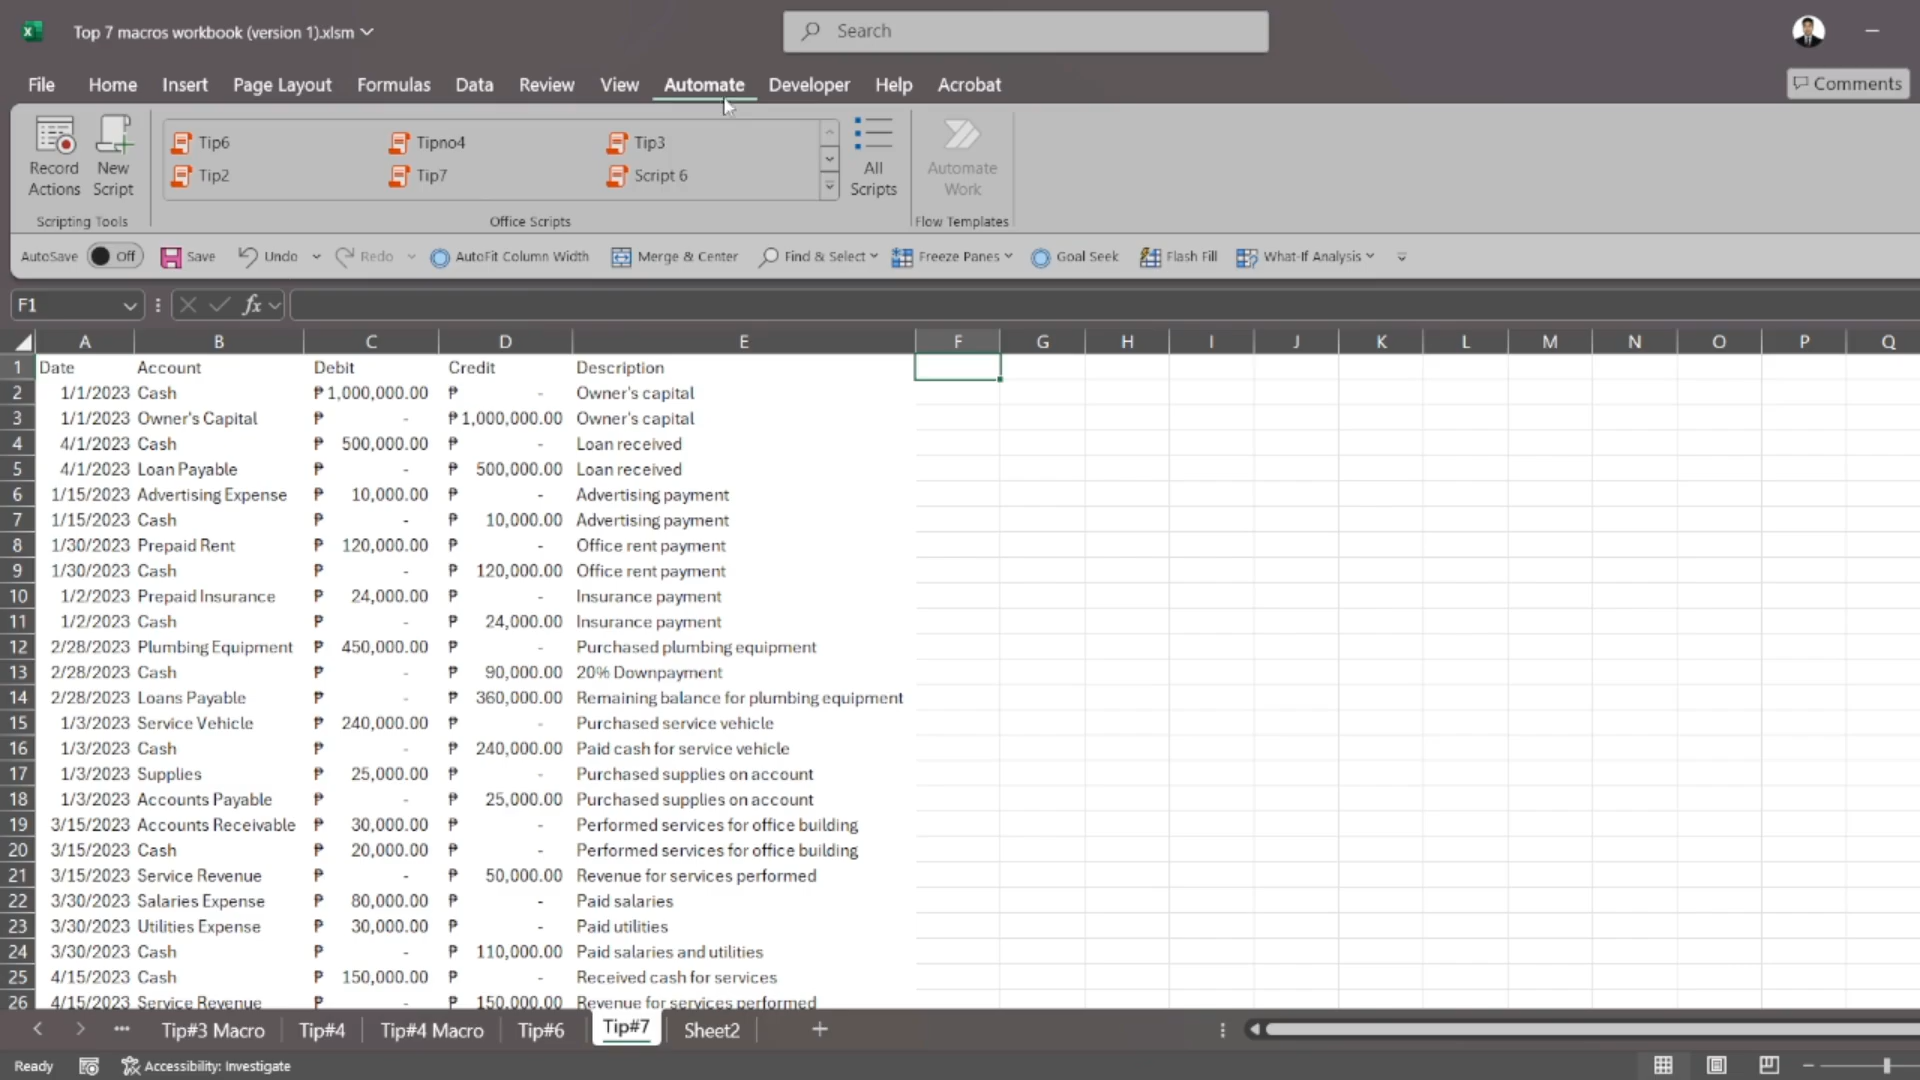 Top 7 macros workbook (version 1).xlsm
Search
File Home Insert Page Layout Formulas Data Review View Automate Developer Help Acrobat
Comments
Record Actions
New Script
Tip6 Tipno4 Tip3
Tip2 Tip7 Script 6
All Scripts
Automate Work
Scripting Tools Office Scripts Flow Templates
AutoSave Off Save Undo Redo AutoFit Column Width Merge & Center Find & Select Freeze Panes Goal Seek Flash Fill What-If Analysis
F1 fx
A B C D E F G H I J K L M N O P Q
1 Date Account Debit Credit Description
2 1/1/2023 Cash ₱ 1,000,000.00 ₱ - Owner's capital
3 1/1/2023 Owner's Capital ₱ - ₱ 1,000,000.00 Owner's capital
4 4/1/2023 Cash ₱ 500,000.00 ₱ - Loan received
5 4/1/2023 Loan Payable ₱ - ₱ 500,000.00 Loan received
6 1/15/2023 Advertising Expense ₱ 10,000.00 ₱ - Advertising payment
7 1/15/2023 Cash ₱ - ₱ 10,000.00 Advertising payment
8 1/30/2023 Prepaid Rent ₱ 120,000.00 ₱ - Office rent payment
9 1/30/2023 Cash ₱ - ₱ 120,000.00 Office rent payment
10 1/2/2023 Prepaid Insurance ₱ 24,000.00 ₱ - Insurance payment
11 1/2/2023 Cash ₱ - ₱ 24,000.00 Insurance payment
12 2/28/2023 Plumbing Equipment ₱ 450,000.00 ₱ - Purchased plumbing equipment
13 2/28/2023 Cash ₱ - ₱ 90,000.00 20% Downpayment
14 2/28/2023 Loans Payable ₱ - ₱ 360,000.00 Remaining balance for plumbing equipment
15 1/3/2023 Service Vehicle ₱ 240,000.00 ₱ - Purchased service vehicle
16 1/3/2023 Cash ₱ - ₱ 240,000.00 Paid cash for service vehicle
17 1/3/2023 Supplies ₱ 25,000.00 ₱ - Purchased supplies on account
18 1/3/2023 Accounts Payable ₱ - ₱ 25,000.00 Purchased supplies on account
19 3/15/2023 Accounts Receivable ₱ 30,000.00 ₱ - Performed services for office building
20 3/15/2023 Cash ₱ 20,000.00 ₱ - Performed services for office building
21 3/15/2023 Service Revenue ₱ - ₱ 50,000.00 Revenue for services performed
22 3/30/2023 Salaries Expense ₱ 80,000.00 ₱ - Paid salaries
23 3/30/2023 Utilities Expense ₱ 30,000.00 ₱ - Paid utilities
24 3/30/2023 Cash ₱ - ₱ 110,000.00 Paid salaries and utilities
25 4/15/2023 Cash ₱ 150,000.00 ₱ - Received cash for services
26 4/15/2023 Service Revenue ₱ - ₱ 150,000.00 Revenue for services performed
Tip#3 Macro Tip#4 Tip#4 Macro Tip#6 Tip#7 Sheet2
Ready Accessibility: Investigate